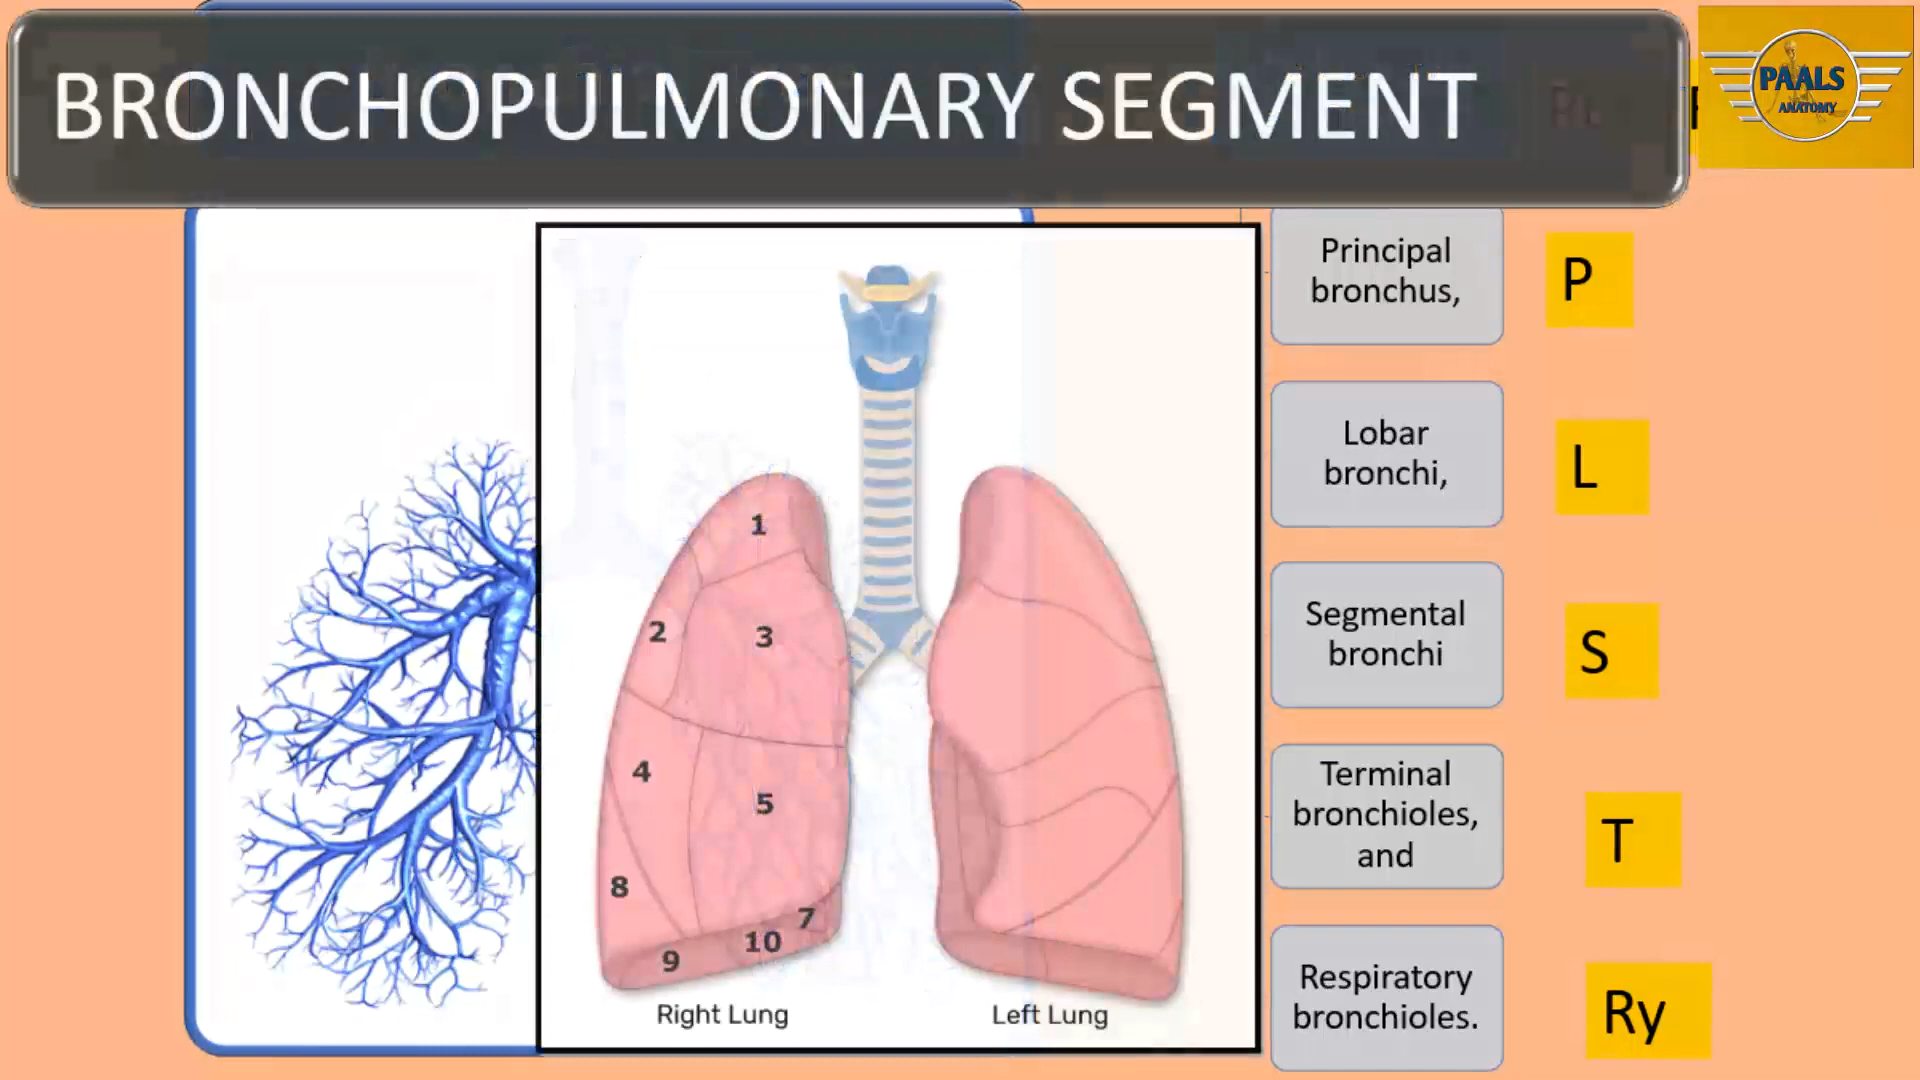 BRONCHOPULMONARY SEGMENT
PAALS
ANATOMY
Principal
bronchus,
P
Lobar
bronchi,
L
Segmental
bronchi
S
Terminal
bronchioles,
and
T
Respiratory
bronchioles.
Ry
1
2
3
4
5
8
7
10
9
Right Lung
Left Lung